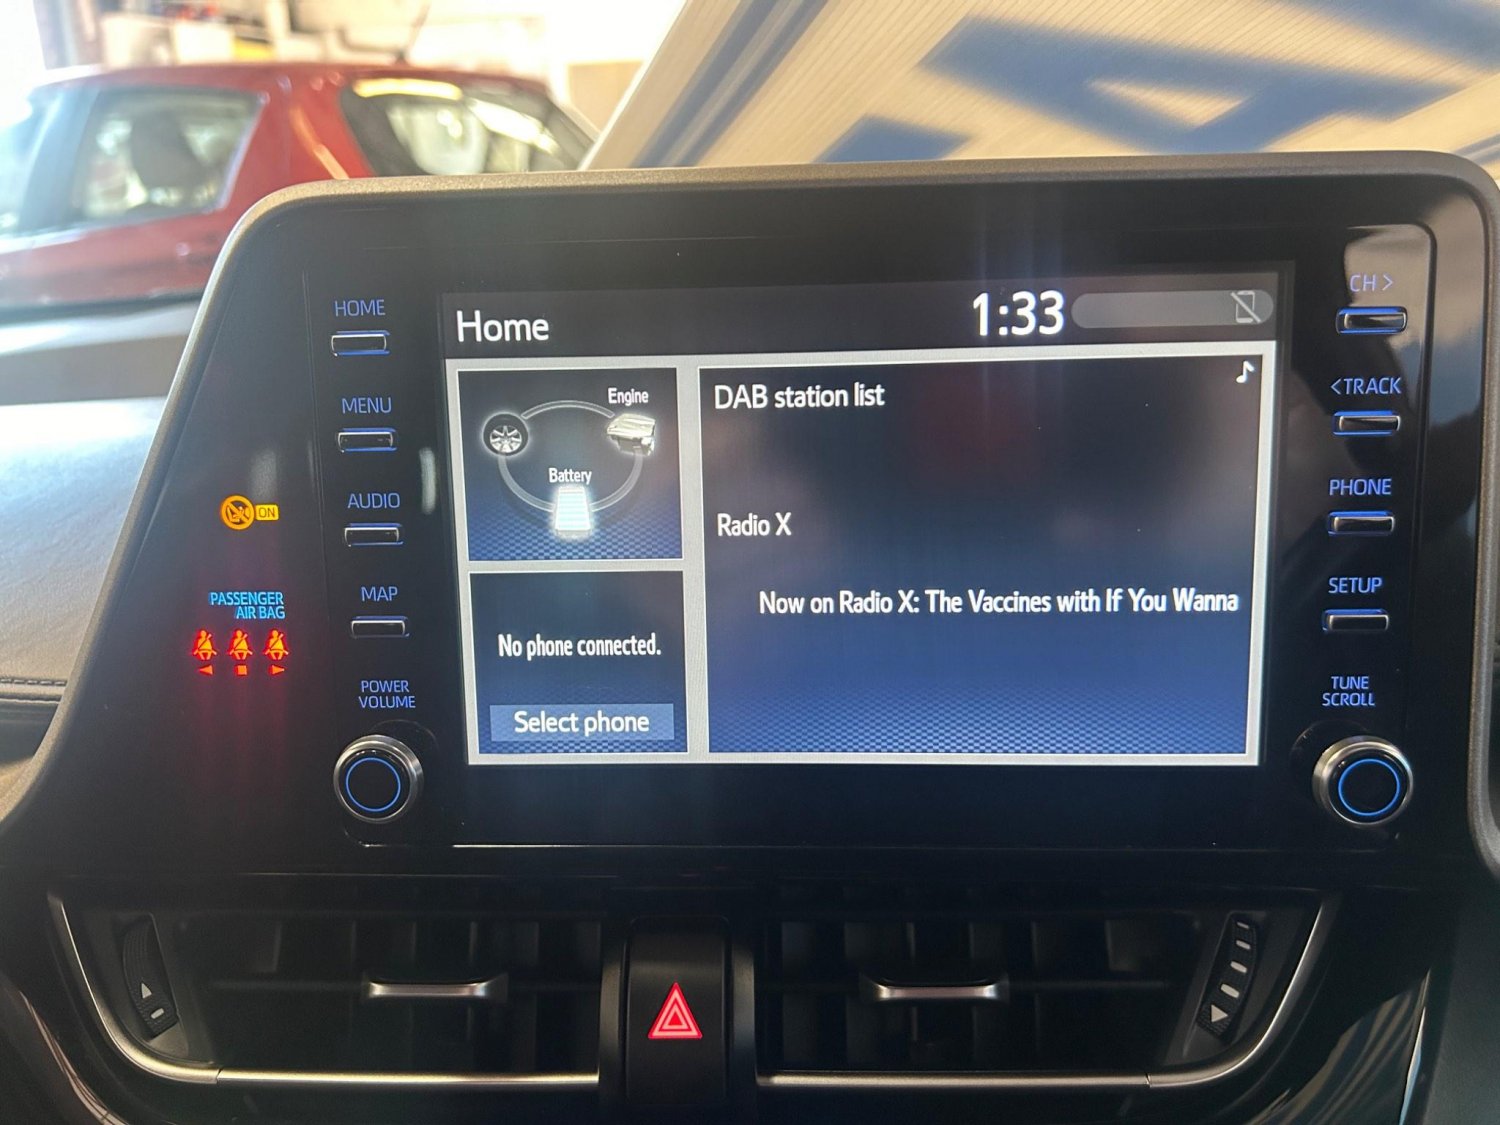 HOME
MENU
AUDIO
MAP
POWER
VOLUME
ON
PASSENGER
AIR BAG
Home
1:33
Engine
Battery
No phone connected.
Select phone
DAB station list
Radio X
Now on Radio X: The Vaccines with If You Wanna
CH >
<TRACK
PHONE
SETUP
TUNE
SCROLL